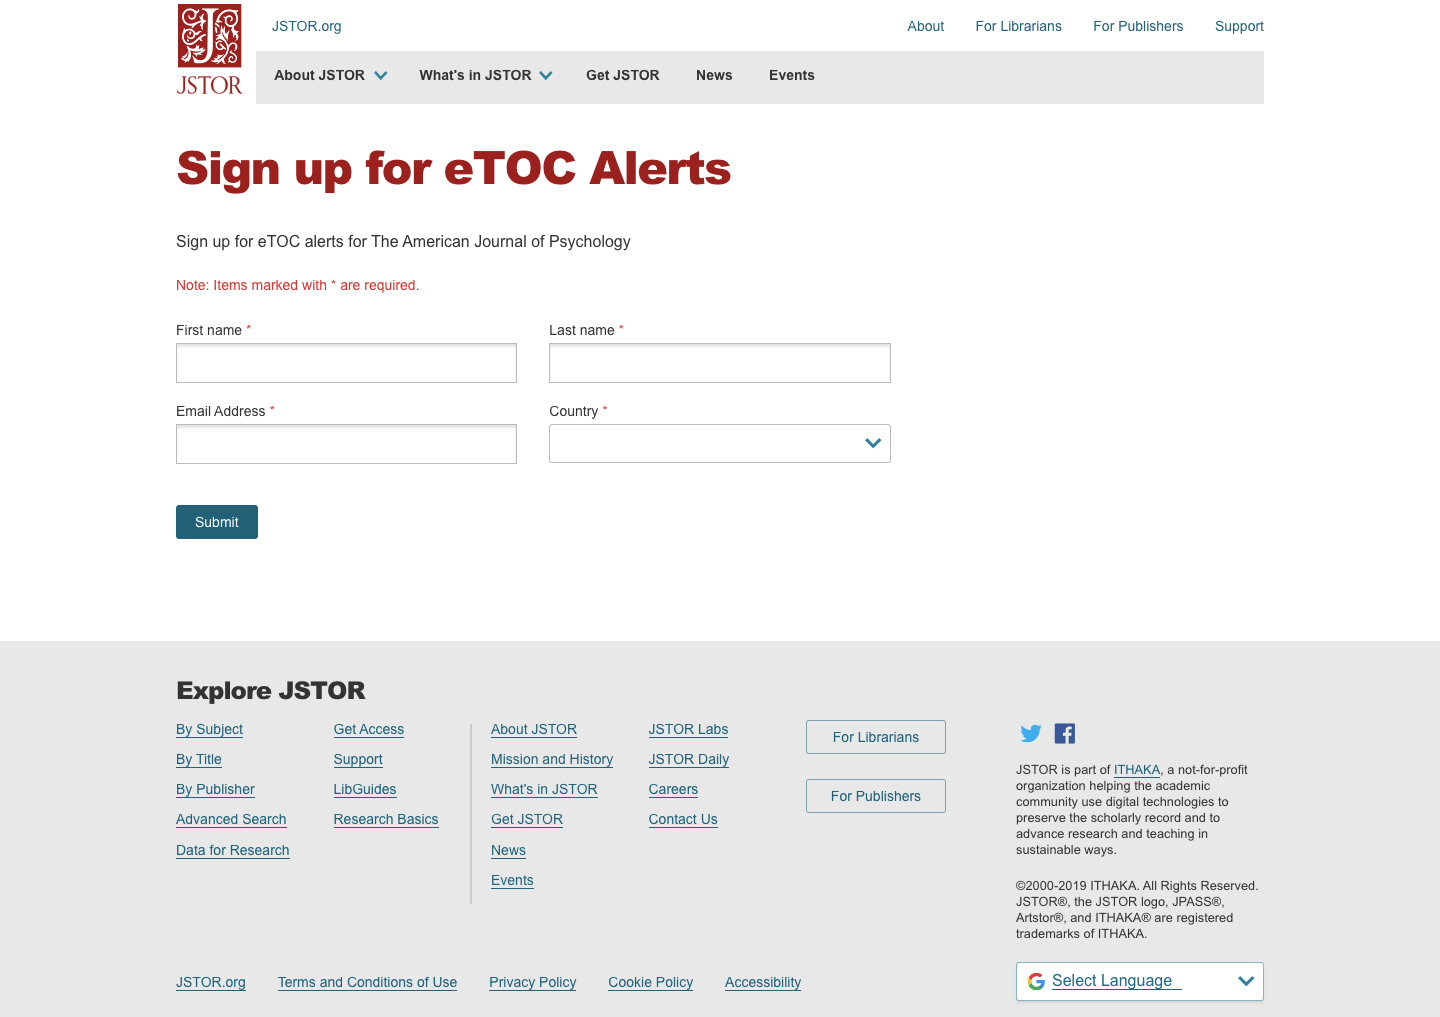 JSTOR
JSTOR.org
About
For Librarians
For Publishers
Support
About JSTOR
What's in JSTOR
Get JSTOR
News
Events
Sign up for eTOC Alerts
Sign up for eTOC alerts for The American Journal of Psychology
Note: Items marked with * are required.
First name *
Last name *
Email Address *
Country *
Submit
Explore JSTOR
By Subject
By Title
By Publisher
Advanced Search
Data for Research
Get Access
Support
LibGuides
Research Basics
About JSTOR
Mission and History
What's in JSTOR
Get JSTOR
News
Events
JSTOR Labs
JSTOR Daily
Careers
Contact Us
For Librarians
For Publishers
JSTOR is part of ITHAKA, a not-for-profit
organization helping the academic
community use digital technologies to
preserve the scholarly record and to
advance research and teaching in
sustainable ways.
©2000-2019 ITHAKA. All Rights Reserved.
JSTOR®, the JSTOR logo, JPASS®,
Artstor®, and ITHAKA® are registered
trademarks of ITHAKA.
JSTOR.org
Terms and Conditions of Use
Privacy Policy
Cookie Policy
Accessibility
Select Language